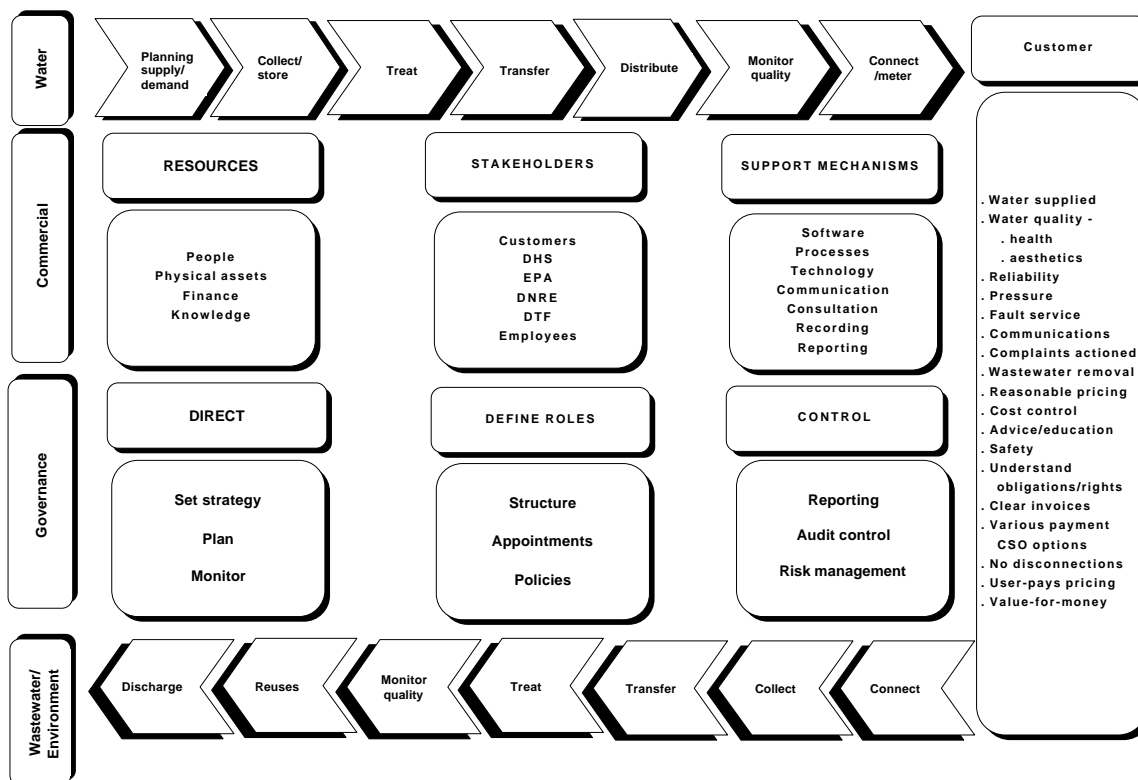 Water
Planning
supply/
demand
Collect/
store
Treat
Transfer
Distribute
Monitor
quality
Connect
/meter
Customer
Commercial
RESOURCES
STAKEHOLDERS
SUPPORT MECHANISMS
People
Physical assets
Finance
Knowledge
Customers
DHS
EPA
DNRE
DTF
Employees
Software
Processes
Technology
Communication
Consultation
Recording
Reporting
Governance
DIRECT
DEFINE ROLES
CONTROL
Set strategy
Plan
Monitor
Structure
Appointments
Policies
Reporting
Audit control
Risk management
. Water supplied
. Water quality -
. health
. aesthetics
. Reliability
. Pressure
. Fault service
. Communications
. Complaints actioned
. Wastewater removal
. Reasonable pricing
. Cost control
. Advice/education
. Safety
. Understand
obligations/rights
. Clear invoices
. Various payment
CSO options
. No disconnections
. User-pays pricing
. Value-for-money
Wastewater/
Environment
Discharge
Reuses
Monitor
quality
Treat
Transfer
Collect
Connect